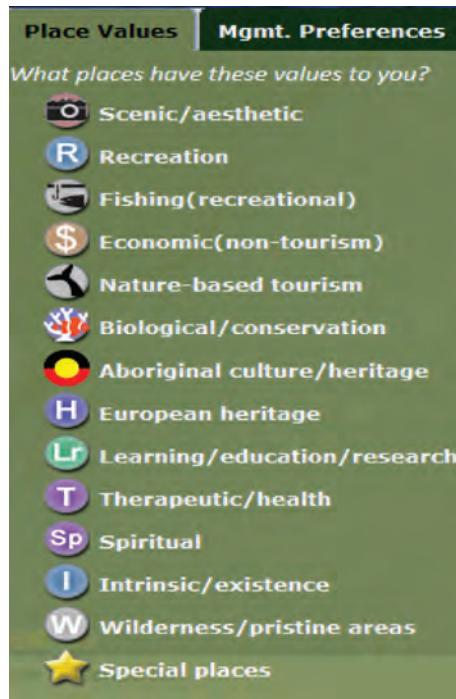 Place Values Mgmt. Preferences
What places have these values to you?
Scenic/aesthetic
R Recreation
Fishing(recreational)
$ Economic(non-tourism)
Nature-based tourism
Biological/conservation
Aboriginal culture/heritage
H European heritage
Lr Learning/education/research
T Therapeutic/health
Sp Spiritual
I Intrinsic/existence
W Wilderness/pristine areas
Special places